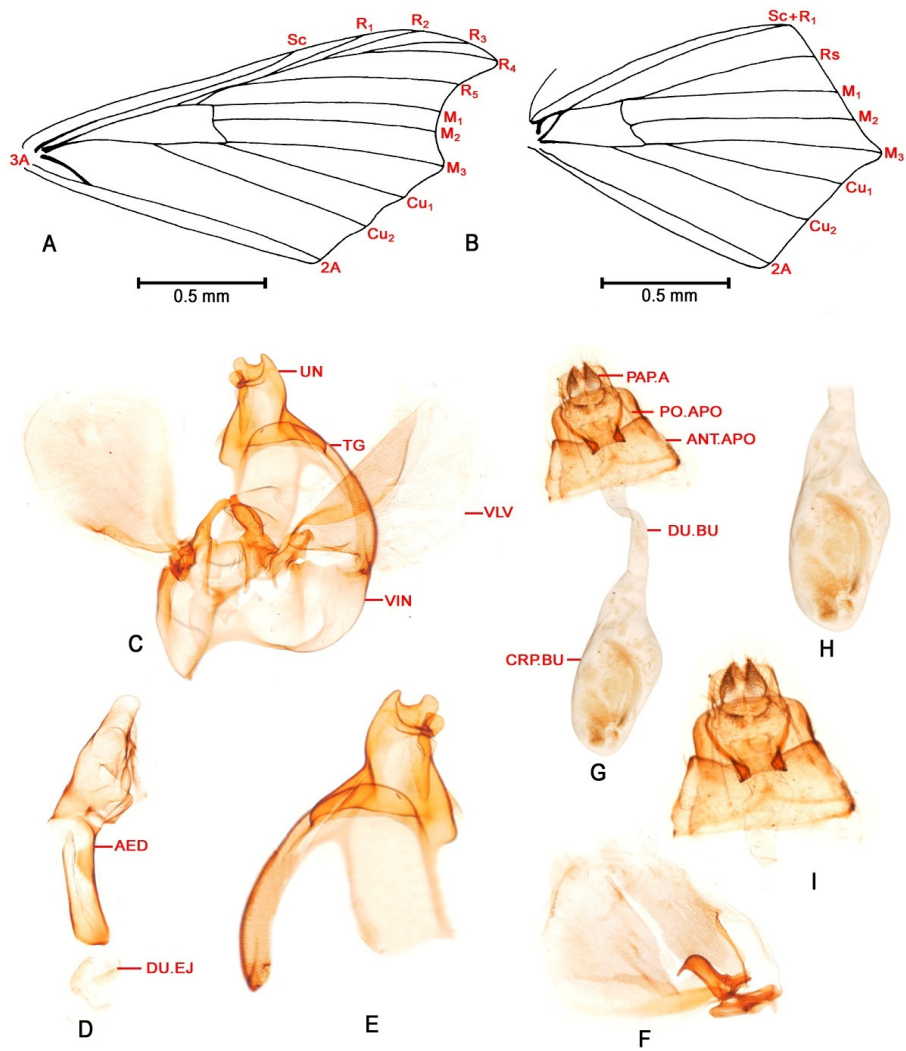 Sc
R1
R2
R3
R4
R5
M1
M2
M3
Cu1
Cu2
2A
3A
A
0.5 mm
Sc+R1
Rs
M1
M2
M3
Cu1
Cu2
2A
B
0.5 mm
UN
TG
VLV
VIN
C
PAP.A
PO.APO
ANT.APO
DU.BU
CRP.BU
G
H
AED
DU.EJ
D
E
I
F